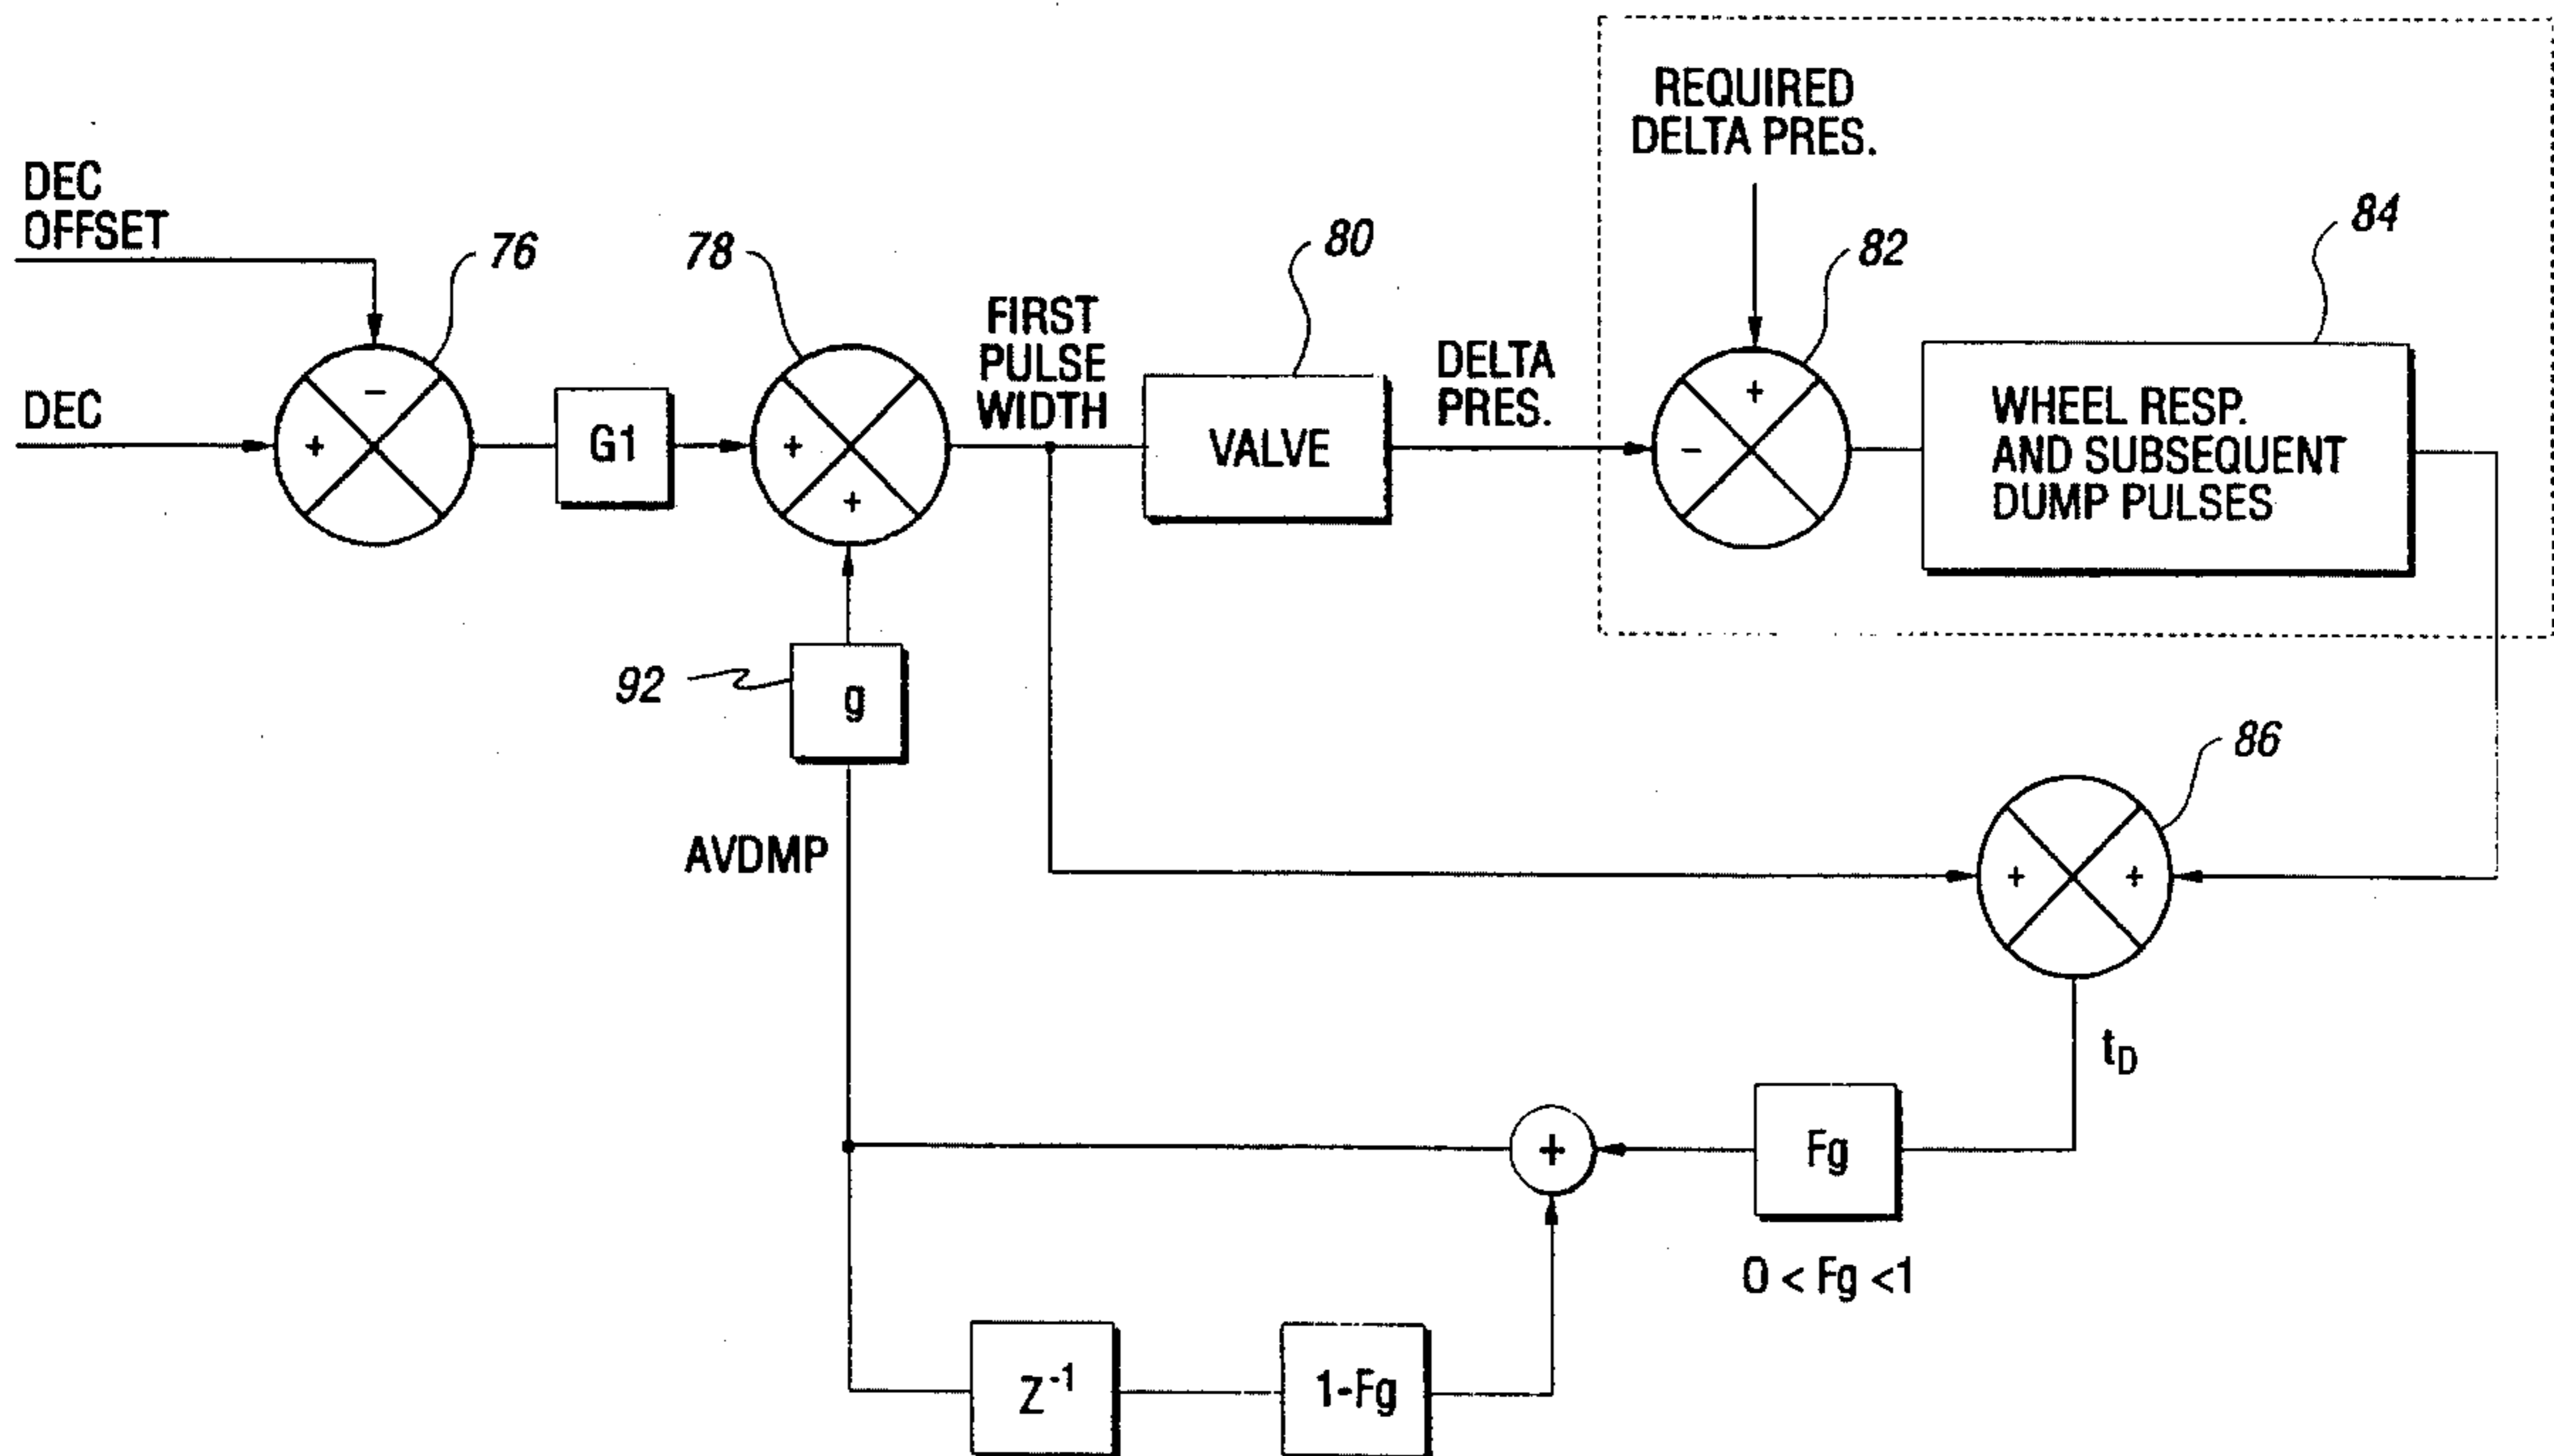 REQUIRED
DELTA PRES.
DEC
OFFSET
76
78
80
82
84
DEC
-
+
G1
+
+
FIRST
PULSE
WIDTH
VALVE
DELTA
PRES.
+
-
WHEEL RESP.
AND SUBSEQUENT
DUMP PULSES
92
g
86
AVDMP
+
+
t_D
+
Fg
0 < Fg <1
Z^-1
1-Fg